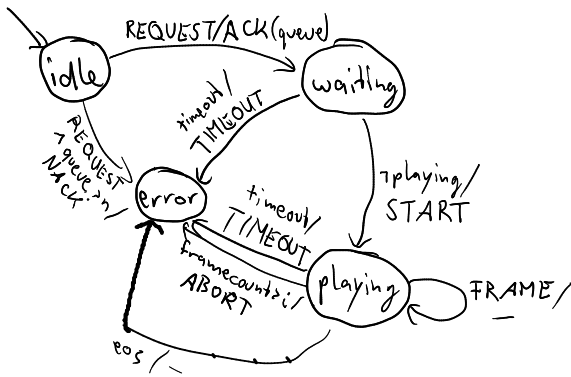 REQUEST/ACK(queue)
idle
waiting
timeout/
TIMEOUT
REQUEST
^ queue>n/
NACK
error
¬playing/
START
timeout/
TIMEOUT
framecount>i/
ABORT
playing
FRAME/
_
eos/_